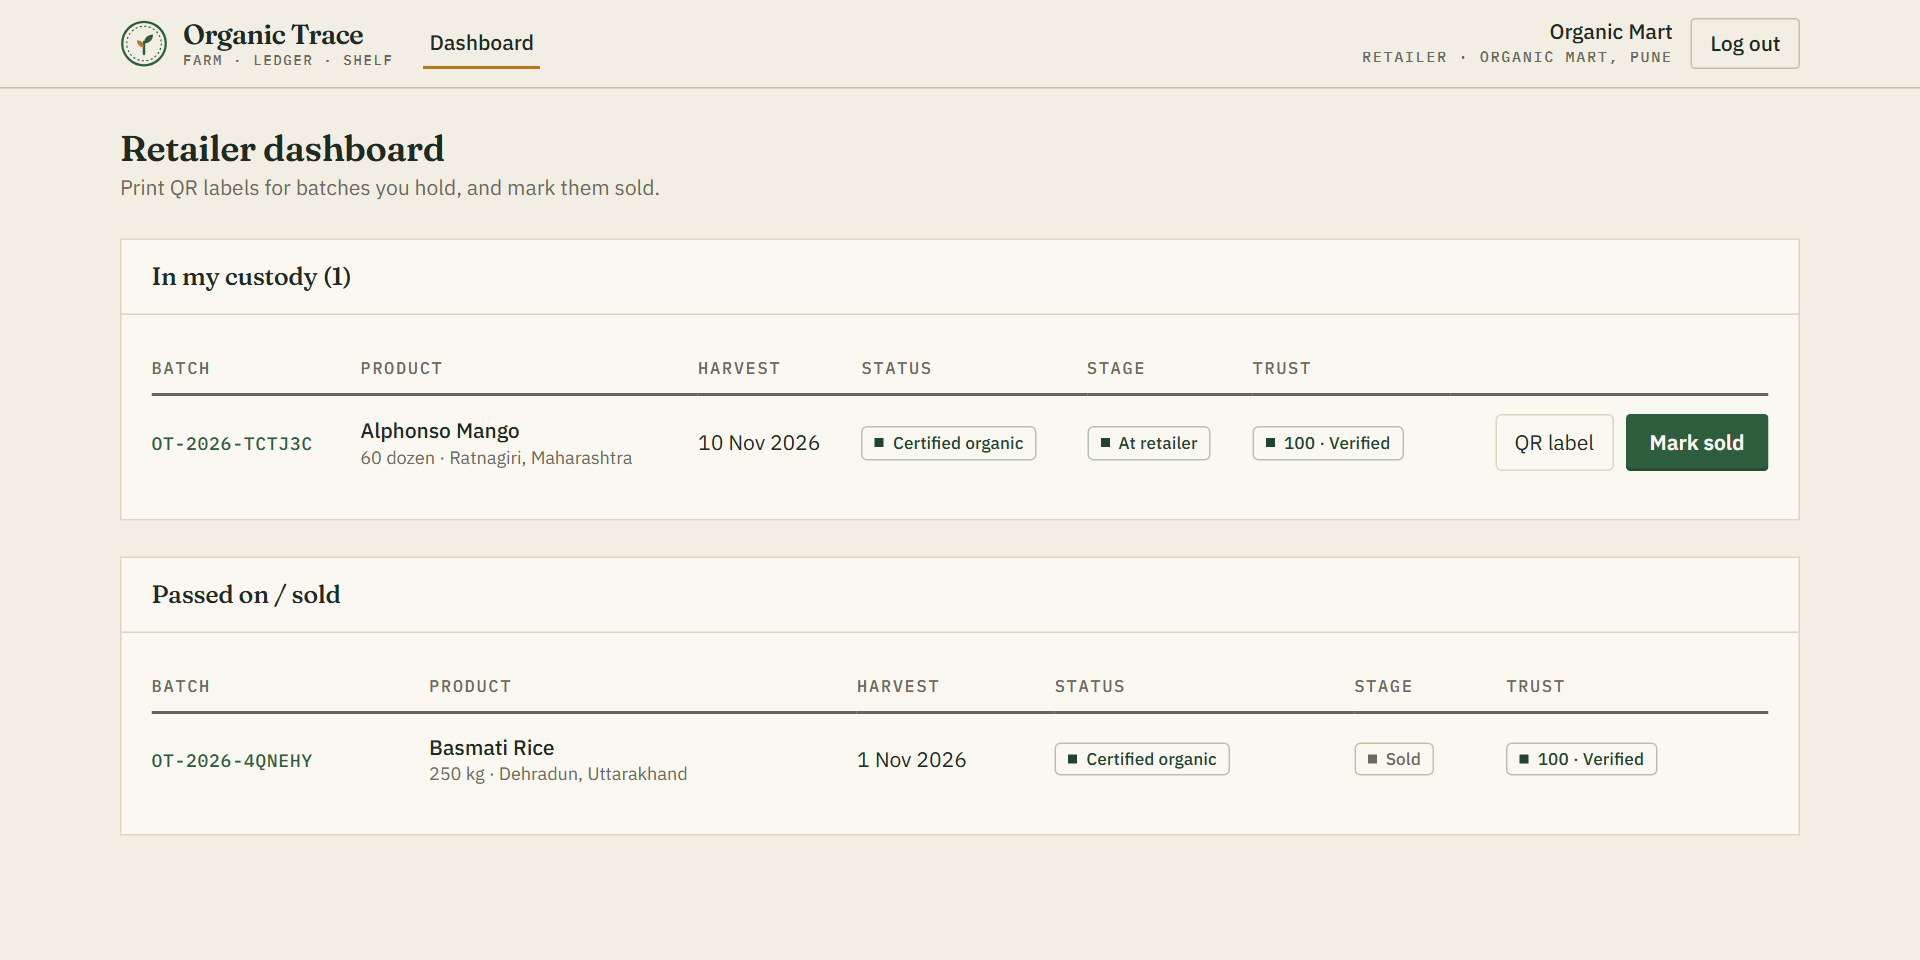 Organic Trace
FARM · LEDGER · SHELF
Dashboard
Organic Mart
RETAILER · ORGANIC MART, PUNE
Log out
Retailer dashboard
Print QR labels for batches you hold, and mark them sold.
In my custody (1)
BATCH PRODUCT HARVEST STATUS STAGE TRUST
OT-2026-TCTJ3C Alphonso Mango 10 Nov 2026 Certified organic At retailer 100 · Verified QR label Mark sold
60 dozen · Ratnagiri, Maharashtra
Passed on / sold
BATCH PRODUCT HARVEST STATUS STAGE TRUST
OT-2026-4QNEHY Basmati Rice 1 Nov 2026 Certified organic Sold 100 · Verified
250 kg · Dehradun, Uttarakhand